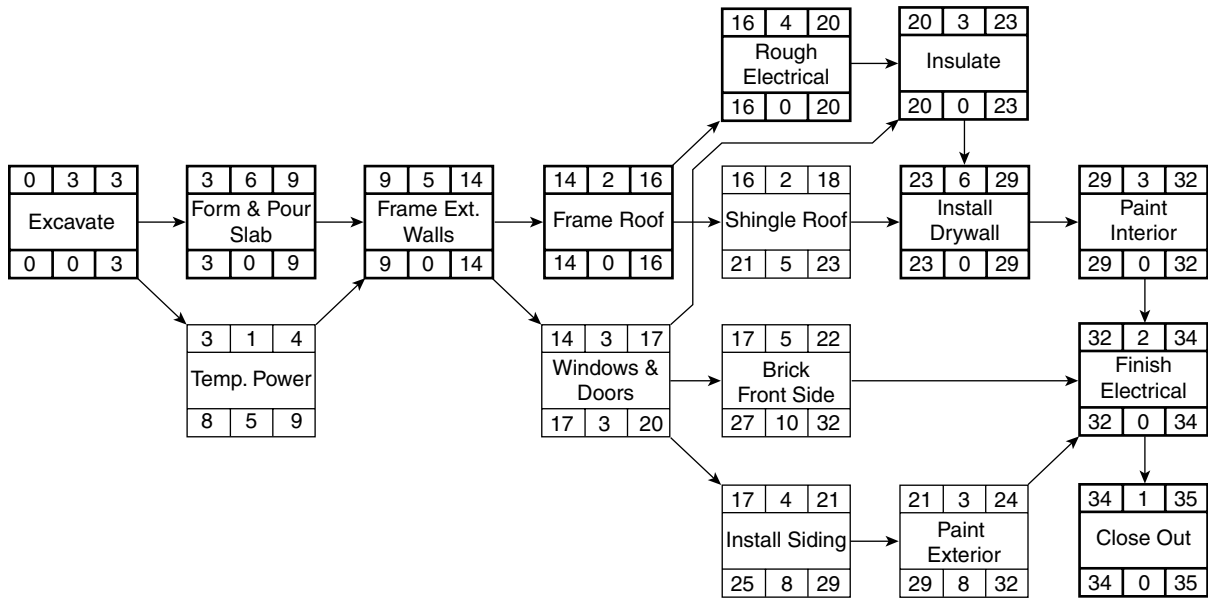 16 4 20
Rough
Electrical
16 0 20
20 3 23
Insulate
20 0 23
0 3 3
Excavate
0 0 3
3 6 9
Form & Pour
Slab
3 0 9
9 5 14
Frame Ext.
Walls
9 0 14
14 2 16
Frame Roof
14 0 16
16 2 18
Shingle Roof
21 5 23
23 6 29
Install
Drywall
23 0 29
29 3 32
Paint
Interior
29 0 32
3 1 4
Temp. Power
8 5 9
14 3 17
Windows &
Doors
17 3 20
17 5 22
Brick
Front Side
27 10 32
32 2 34
Finish
Electrical
32 0 34
17 4 21
Install Siding
25 8 29
21 3 24
Paint
Exterior
29 8 32
34 1 35
Close Out
34 0 35